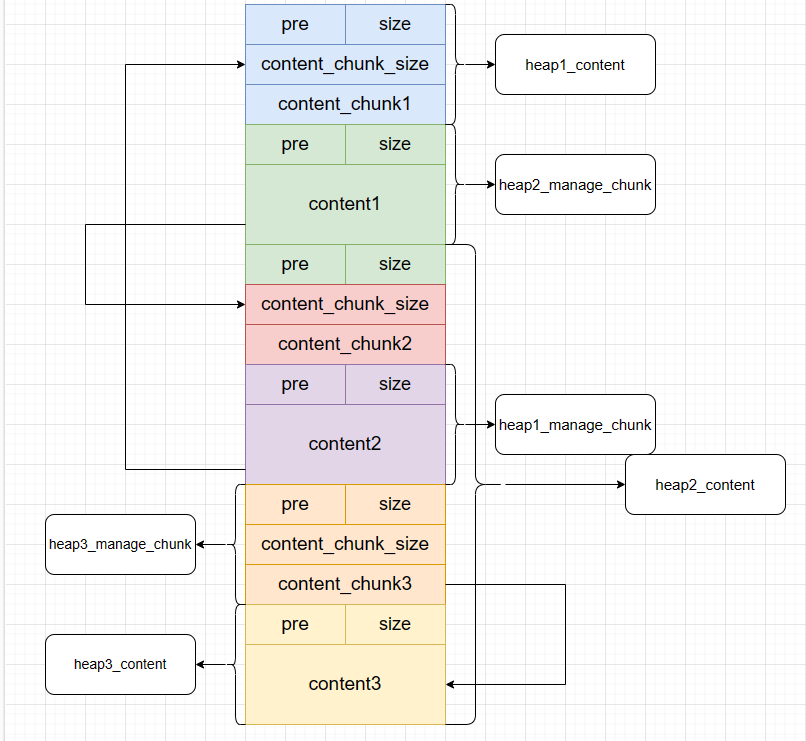 pre size
content_chunk_size
heap1_content
content_chunk1
pre size
heap2_manage_chunk
content1
pre size
content_chunk_size
content_chunk2
pre size
heap1_manage_chunk
content2
heap2_content
pre size
heap3_manage_chunk
content_chunk_size
content_chunk3
pre size
heap3_content
content3